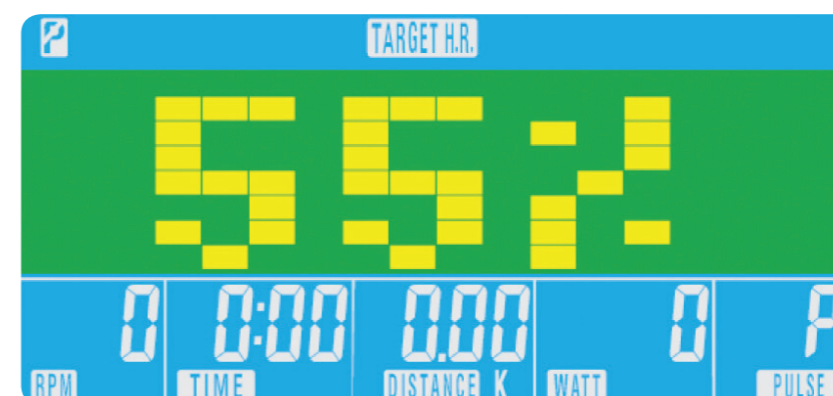 P TARGET H.R.
55%
0 0:00 0.00 0 P
RPM TIME DISTANCE K WATT PULSE